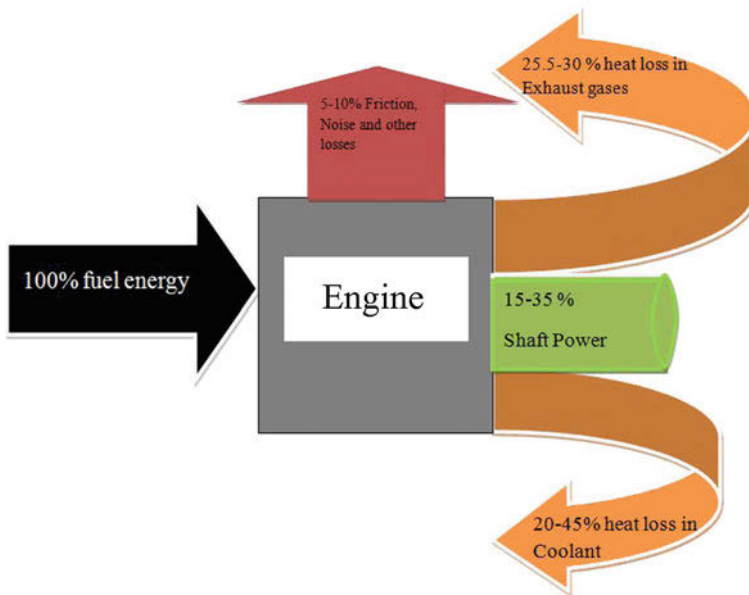 25.5-30 % heat loss in
Exhaust gases
5-10% Friction,
Noise and other
losses
100% fuel energy
Engine
15-35 %
Shaft Power
20-45% heat loss in
Coolant